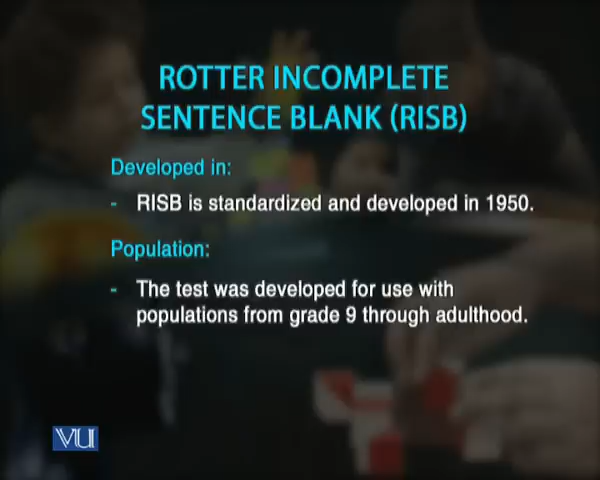 ROTTER INCOMPLETE
SENTENCE BLANK (RISB)
Developed in:
- RISB is standardized and developed in 1950.
Population:
- The test was developed for use with
populations from grade 9 through adulthood.
VU